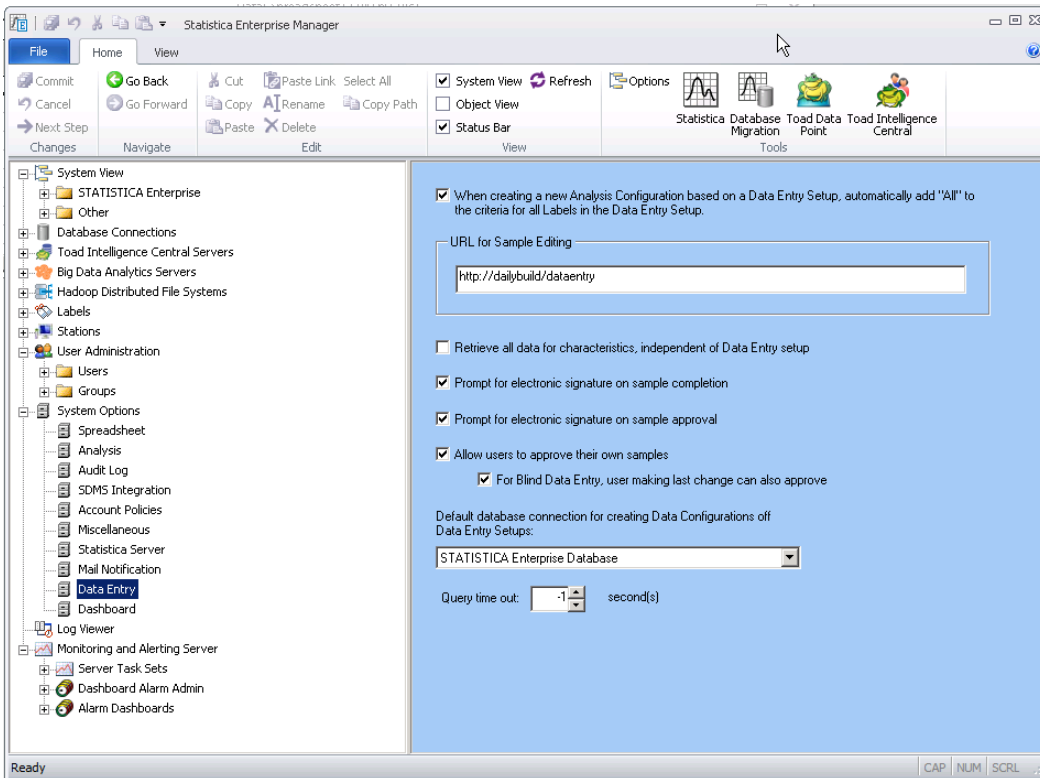 Statistica Enterprise Manager
File Home View
Commit
Cancel
Next Step
Changes
Go Back
Go Forward
Navigate
Cut Paste Link Select All
Copy Rename Copy Path
Paste Delete
Edit
System View Refresh
Object View
Status Bar
View
Options
Statistica
Database
Migration
Toad Data
Point
Toad Intelligence
Central
Tools
System View
STATISTICA Enterprise
Other
Database Connections
Toad Intelligence Central Servers
Big Data Analytics Servers
Hadoop Distributed File Systems
Labels
Stations
User Administration
Users
Groups
System Options
Spreadsheet
Analysis
Audit Log
SDMS Integration
Account Policies
Miscellaneous
Statistica Server
Mail Notification
Data Entry
Dashboard
Log Viewer
Monitoring and Alerting Server
Server Task Sets
Dashboard Alarm Admin
Alarm Dashboards
When creating a new Analysis Configuration based on a Data Entry Setup, automatically add "All" to
the criteria for all Labels in the Data Entry Setup.
URL for Sample Editing
http://dailybuild/dataentry
Retrieve all data for characteristics, independent of Data Entry setup
Prompt for electronic signature on sample completion
Prompt for electronic signature on sample approval
Allow users to approve their own samples
For Blind Data Entry, user making last change can also approve
Default database connection for creating Data Configurations off
Data Entry Setups:
STATISTICA Enterprise Database
Query time out: -1 second(s)
Ready
CAP NUM SCRL